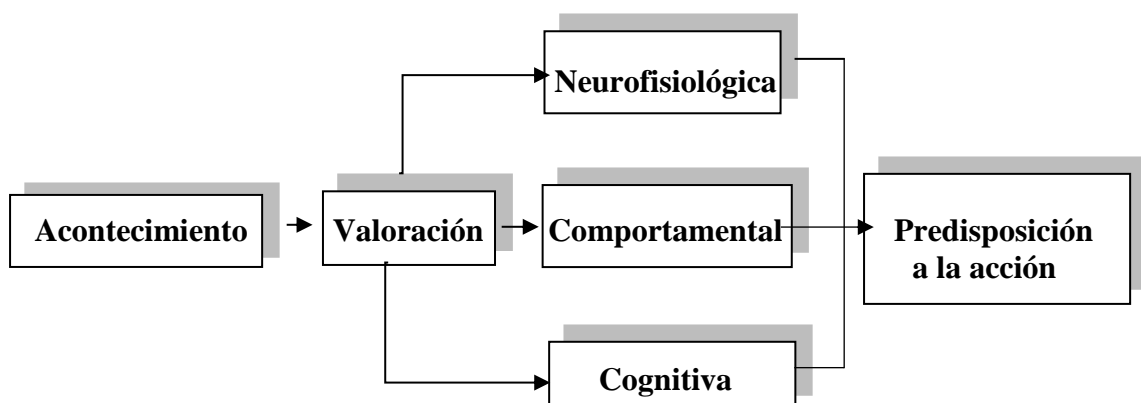 Neurofisiológica
Acontecimiento
Valoración
Comportamental
Predisposición
a la acción
Cognitiva